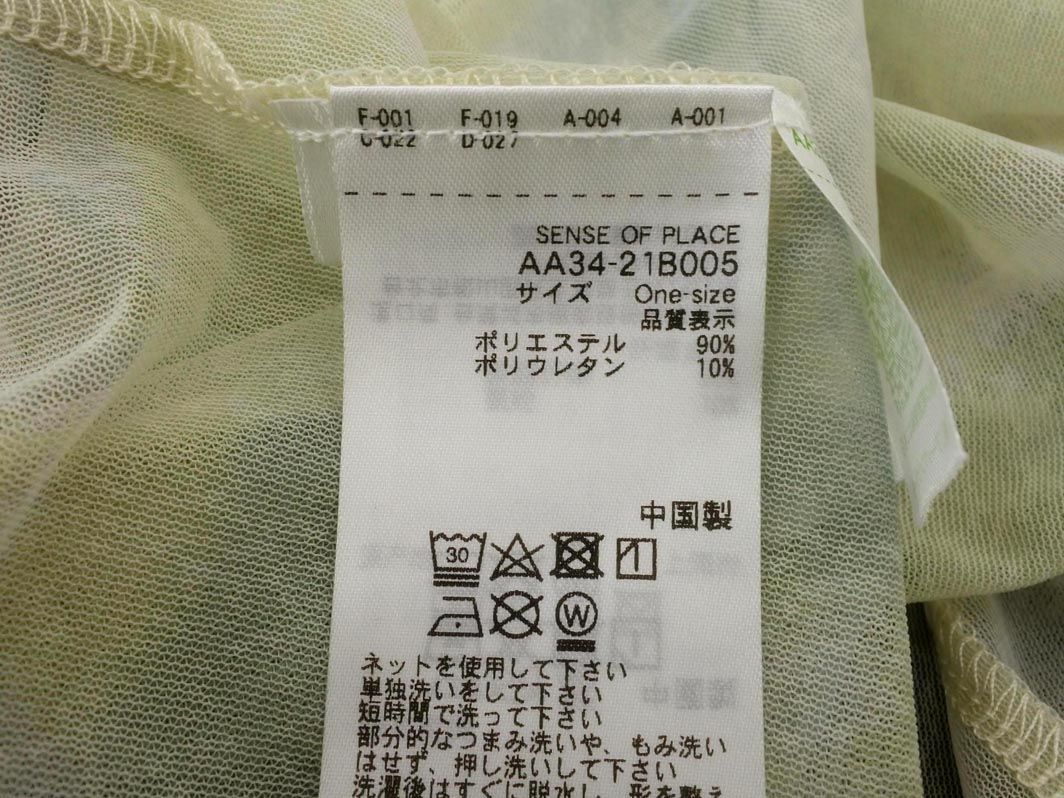 F-001 F-019 A-004 A-001
C-022 D-027
SENSE OF PLACE
AA34-21B005
サイズ One-size
品質表示
ポリエステル 90%
ポリウレタン 10%
中国製
30
W
ネットを使用して下さい
単独洗いをして下さい
短時間で洗って下さい
部分的なつまみ洗いや、もみ洗い
はせず、押し洗いして下さい
洗濯後はすぐに脱水し、形を整え